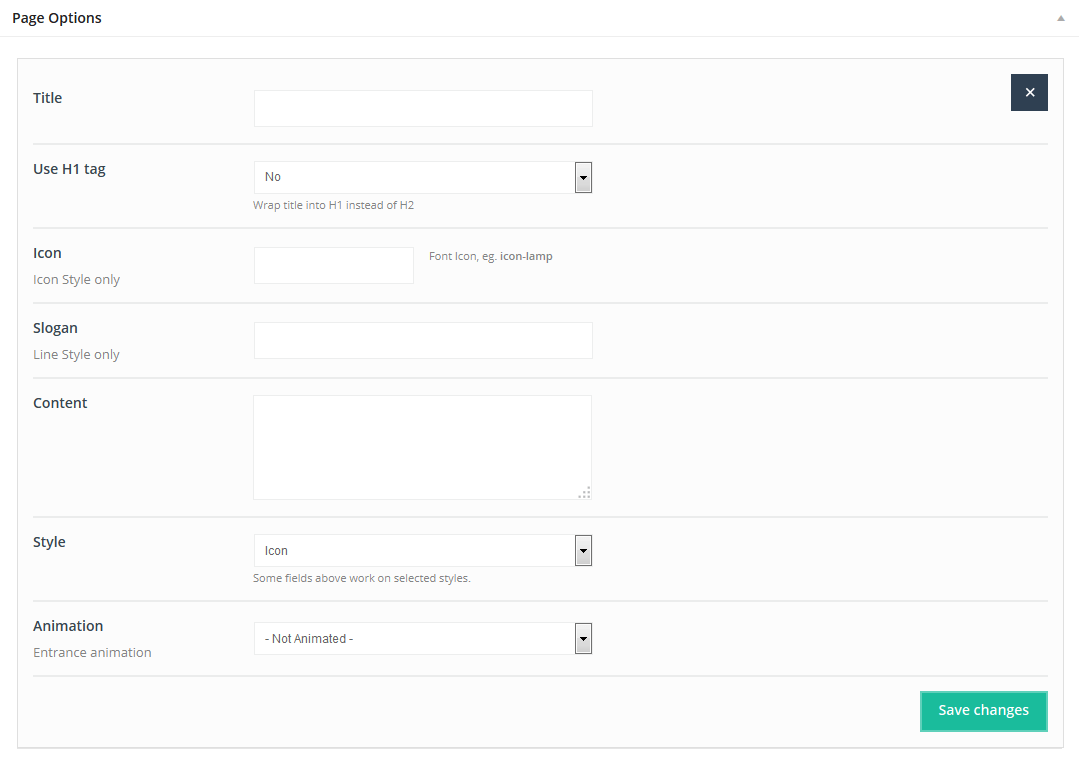 Page Options
Title
Use H1 tag
No
Wrap title into H1 instead of H2
Icon
Icon Style only
Font Icon, eg. icon-lamp
Slogan
Line Style only
Content
Style
Icon
Some fields above work on selected styles.
Animation
Entrance animation
- Not Animated -
Save changes